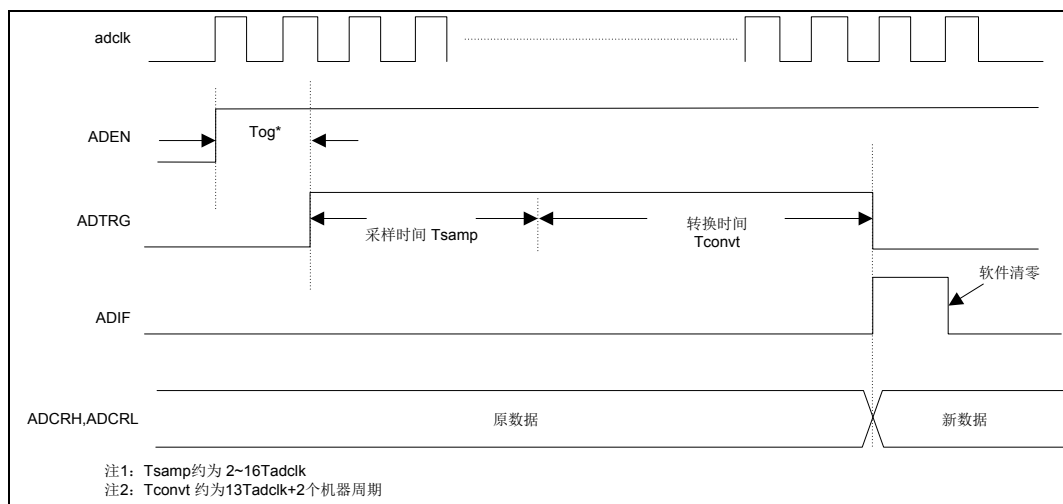 adclk
ADEN
Tog*
ADTRG
采样时间 Tsamp
转换时间
Tconvt
软件清零
ADIF
ADCRH,ADCRL
原数据
新数据
注1：Tsamp约为 2~16Tadclk
注2：Tconvt 约为13Tadclk+2个机器周期